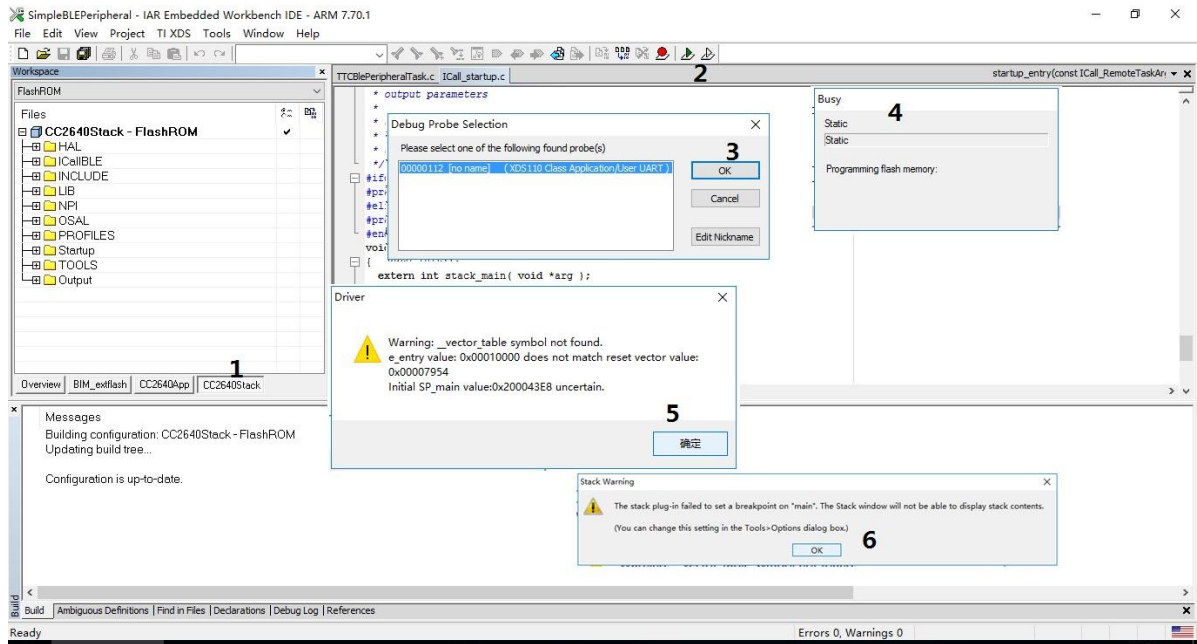 SimpleBLEPeripheral - IAR Embedded Workbench IDE - ARM 7.70.1
File Edit View Project TI XDS Tools Window Help
2
Workspace
FlashROM
Files
CC2640Stack - FlashROM
HAL
ICallBLE
INCLUDE
LIB
NPI
OSAL
PROFILES
Startup
TOOLS
Output
1
Overview BIM_extflash CC2640App CC2640Stack
TTCBlePeripheralTask.c ICall_startup.c
startup_entry(const ICall_RemoteTaskAr
* output parameters
*
*/
void
{
extern int stack_main( void *arg );
Debug Probe Selection
Please select one of the following found probe(s)
3
00000112 [no name] (XDS110 Class Application/User UART)
OK
Cancel
Edit Nickname
Busy
4
Static
Static
Programming flash memory:
Driver
Warning: __vector_table symbol not found.
e_entry value: 0x00010000 does not match reset vector value:
0x00007954
Initial SP_main value:0x200043E8 uncertain.
5
确定
Messages
Building configuration: CC2640Stack - FlashROM
Updating build tree...
Configuration is up-to-date.
Stack Warning
The stack plug-in failed to set a breakpoint on "main". The Stack window will not be able to display stack contents.
(You can change this setting in the Tools>Options dialog box.)
OK
6
Build
Build Ambiguous Definitions Find in Files Declarations Debug Log References
Ready
Errors 0, Warnings 0